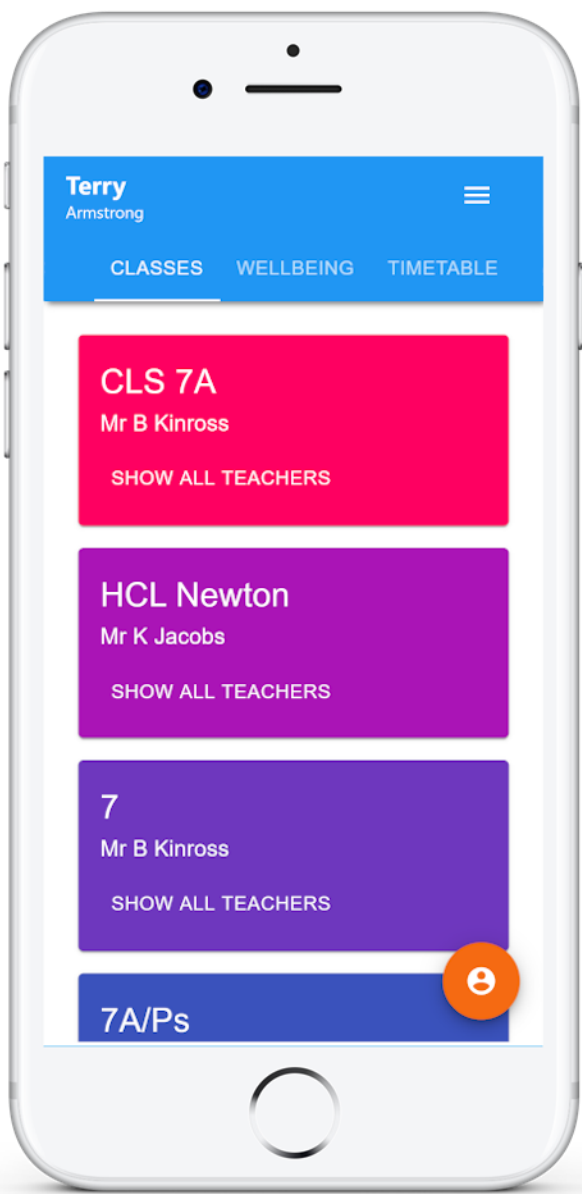 Terry
Armstrong
CLASSES WELLBEING TIMETABLE
CLS 7A
Mr B Kinross
SHOW ALL TEACHERS
HCL Newton
Mr K Jacobs
SHOW ALL TEACHERS
7
Mr B Kinross
SHOW ALL TEACHERS
7A/Ps